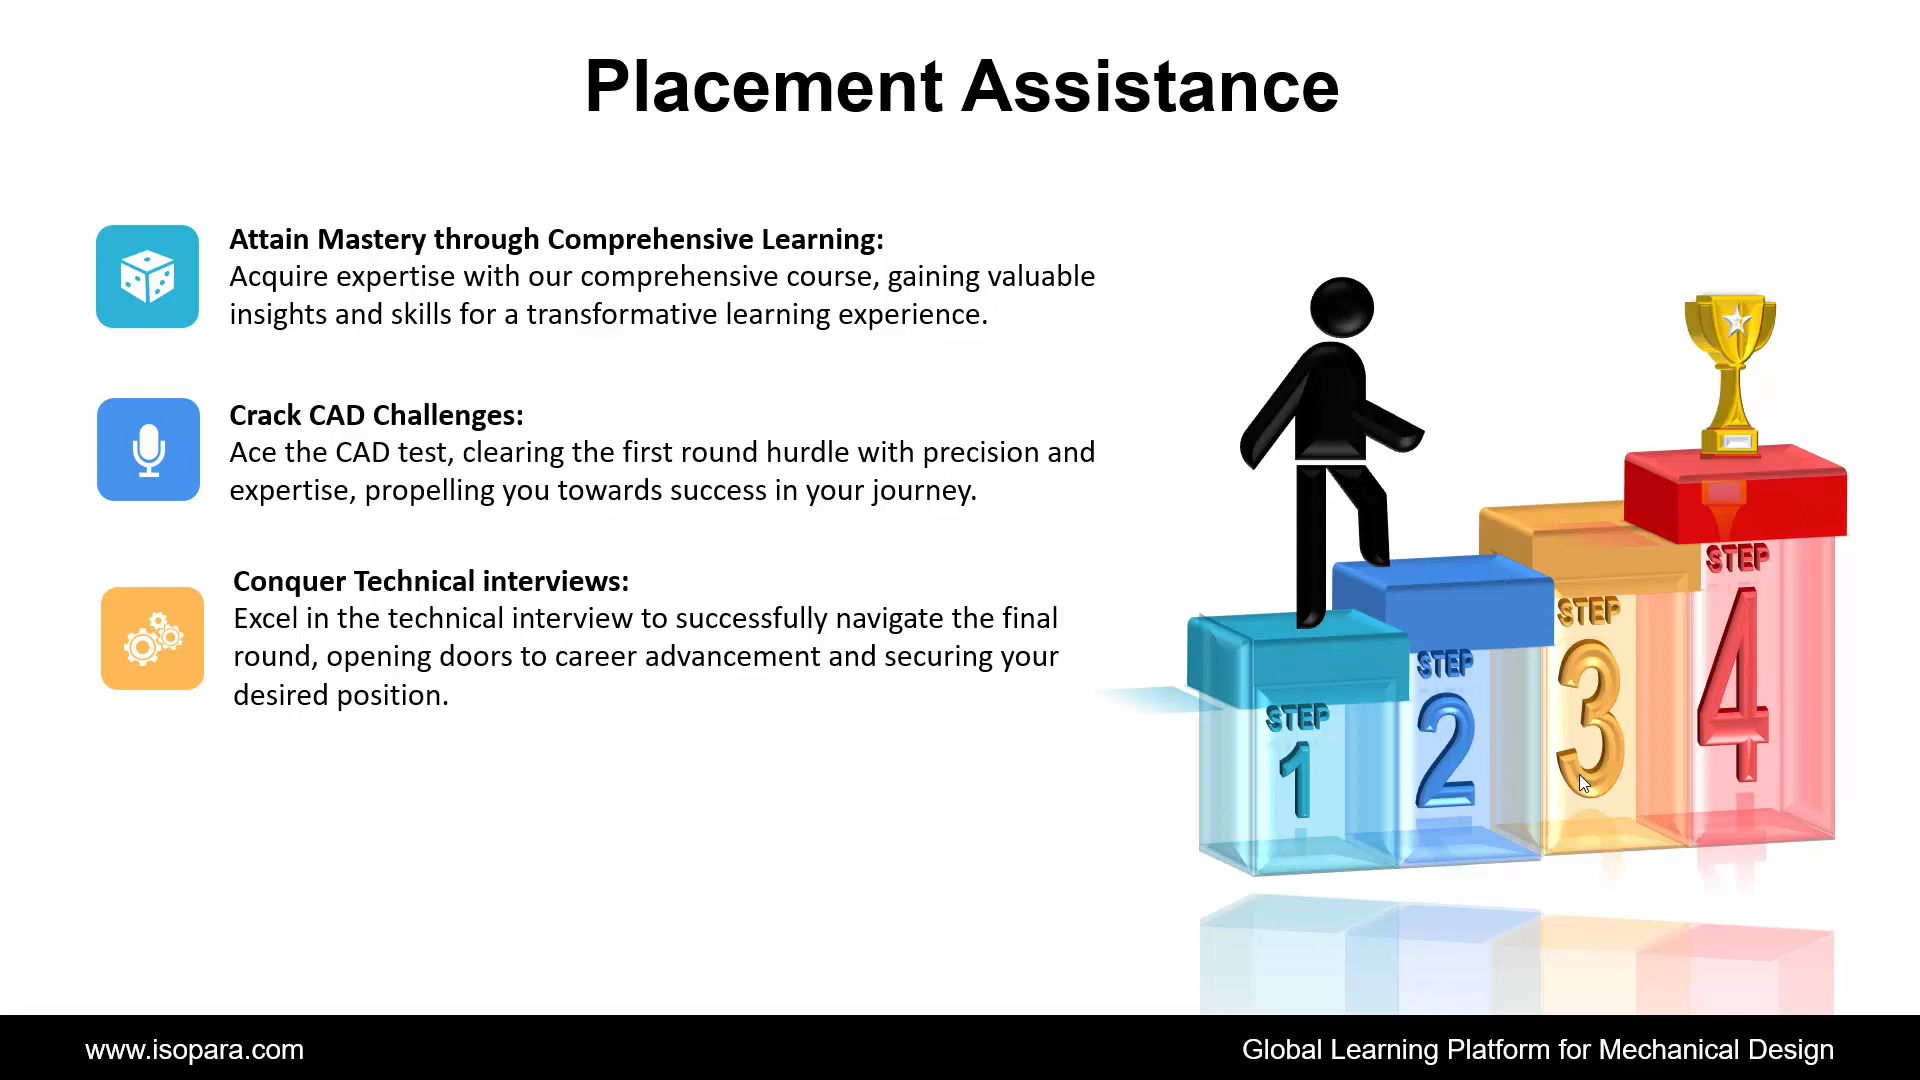 Placement Assistance
Attain Mastery through Comprehensive Learning:
Acquire expertise with our comprehensive course, gaining valuable
insights and skills for a transformative learning experience.
Crack CAD Challenges:
Ace the CAD test, clearing the first round hurdle with precision and
expertise, propelling you towards success in your journey.
Conquer Technical interviews:
Excel in the technical interview to successfully navigate the final
round, opening doors to career advancement and securing your
desired position.
STEP
1
STEP
2
STEP
3
STEP
4
www.isopara.com
Global Learning Platform for Mechanical Design